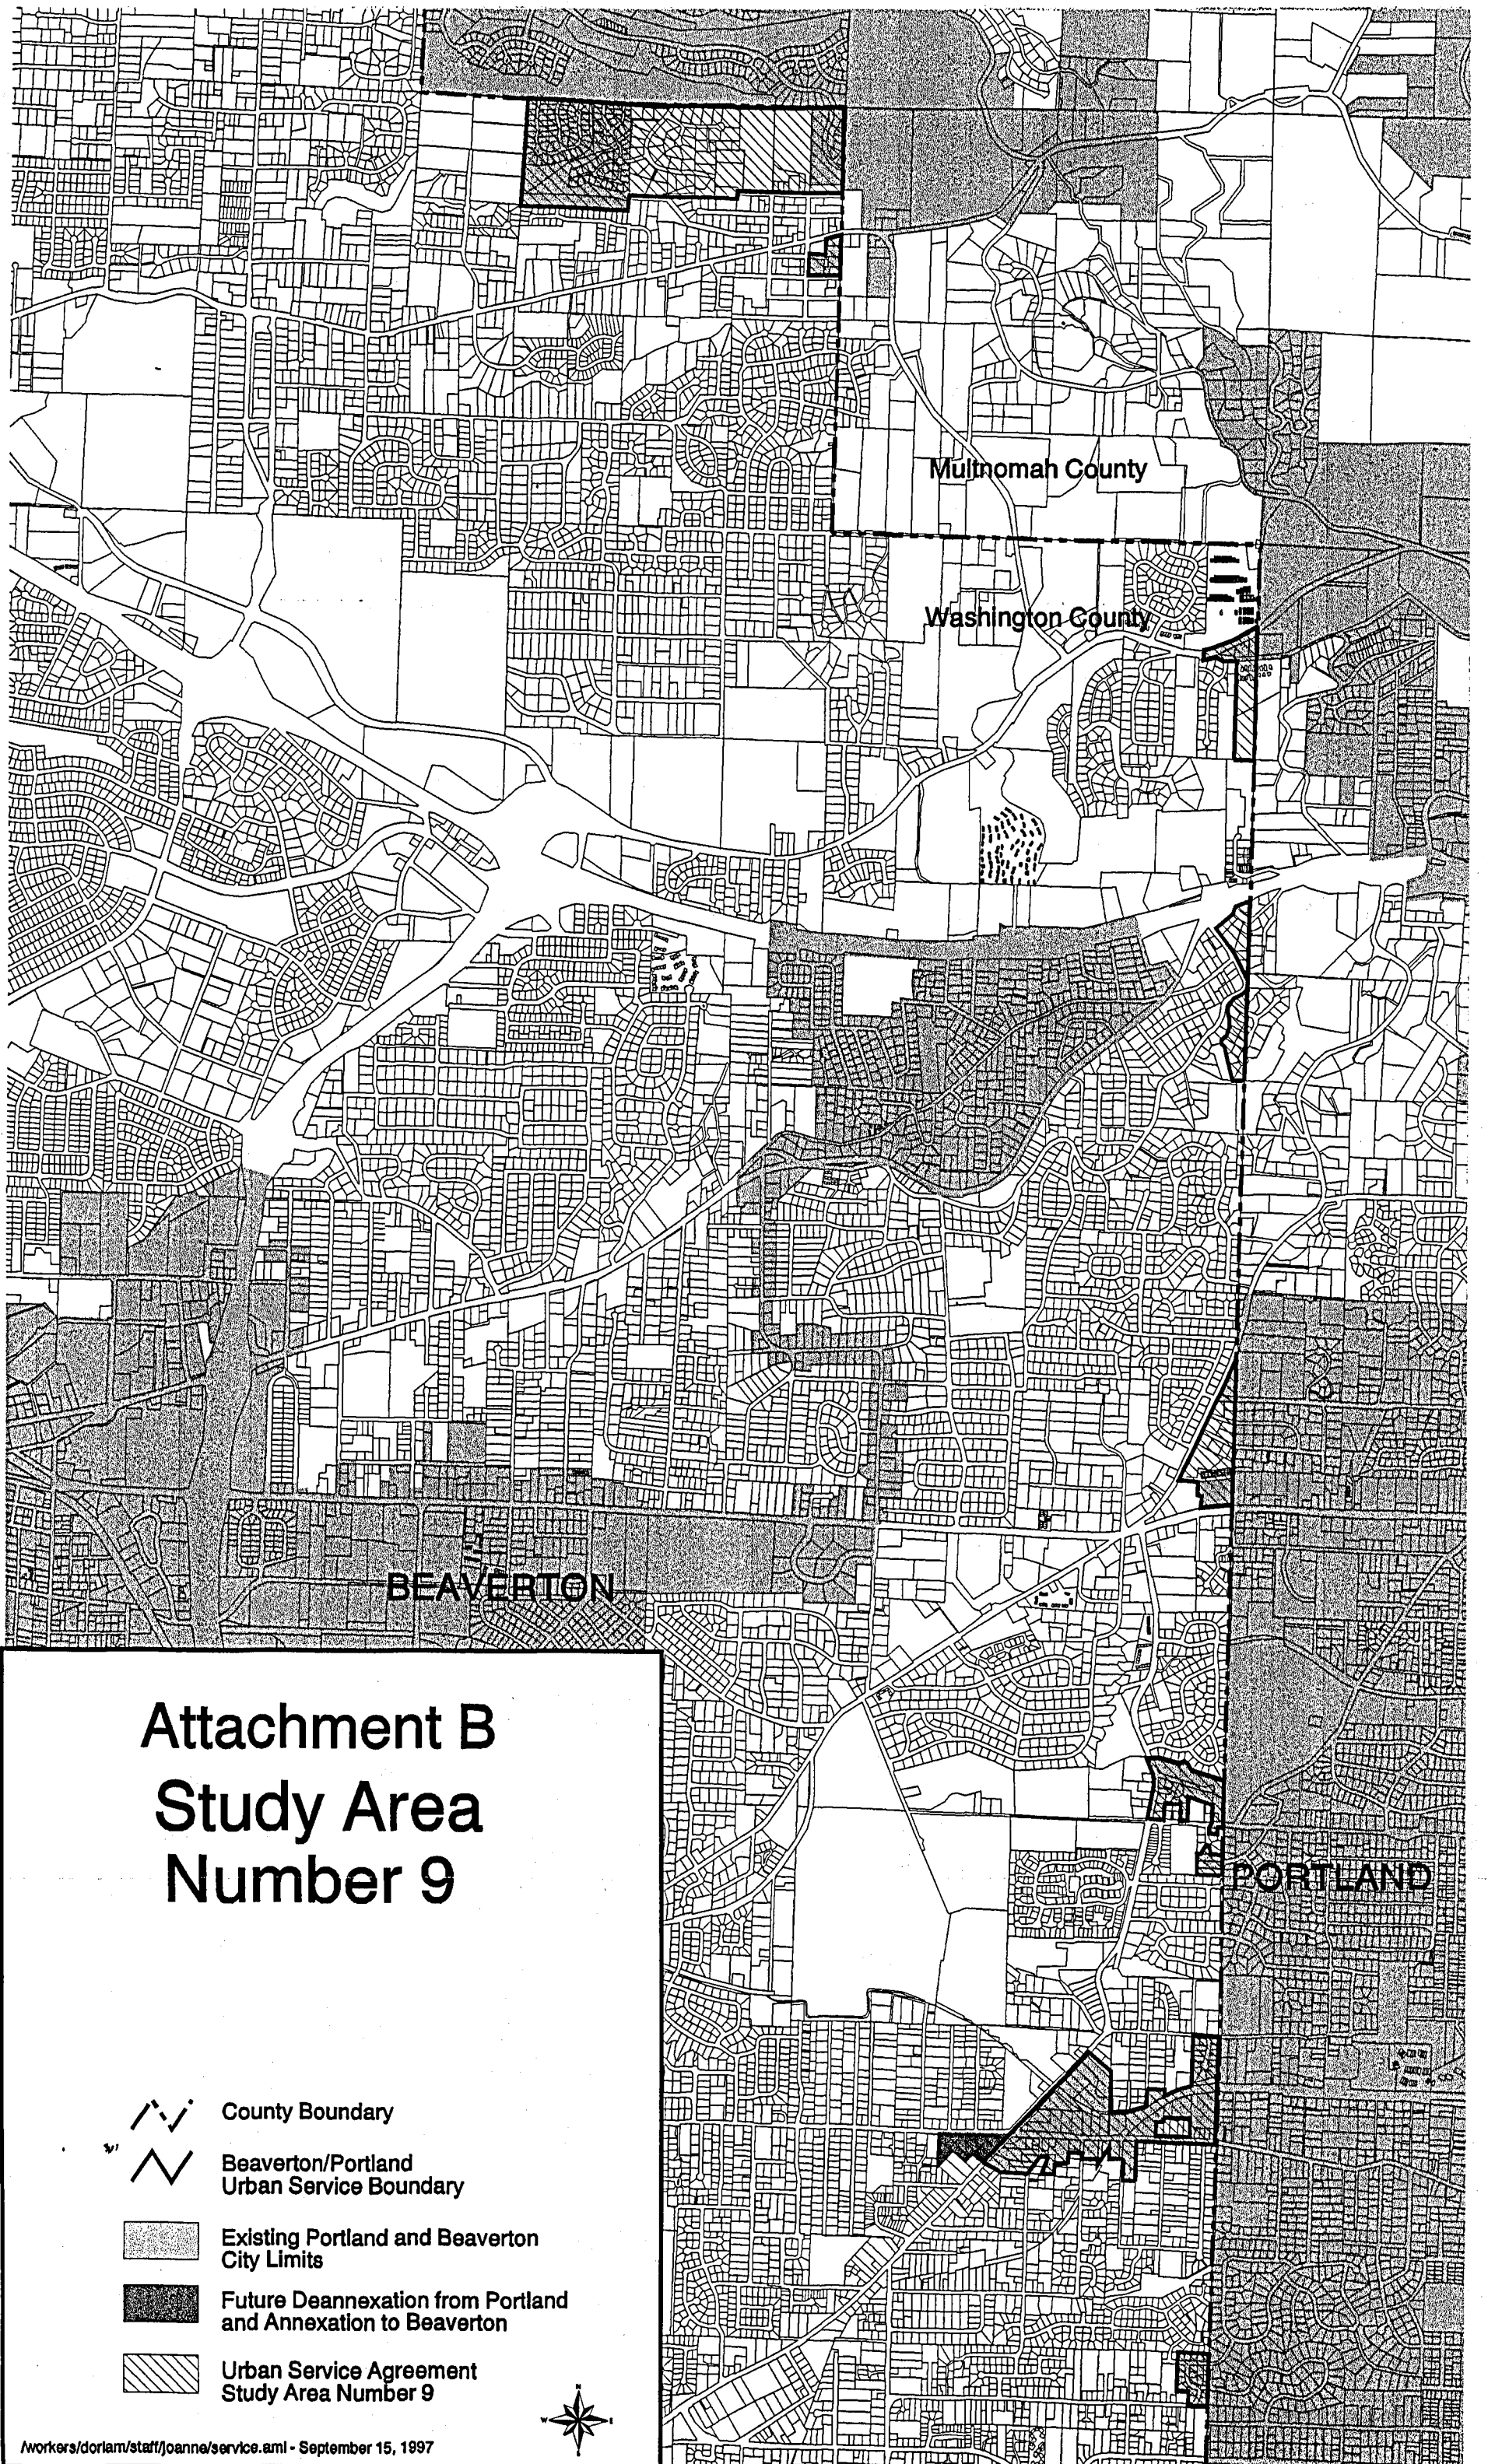 Multnomah County
Washington County
BEAVERTON
PORTLAND
Attachment B
Study Area
Number 9
County Boundary
Beaverton/Portland
Urban Service Boundary
Existing Portland and Beaverton
City Limits
Future Deannexation from Portland
and Annexation to Beaverton
Urban Service Agreement
Study Area Number 9
N
W E
S
/workers/dorlam/staff/joanne/service.aml - September 15, 1997